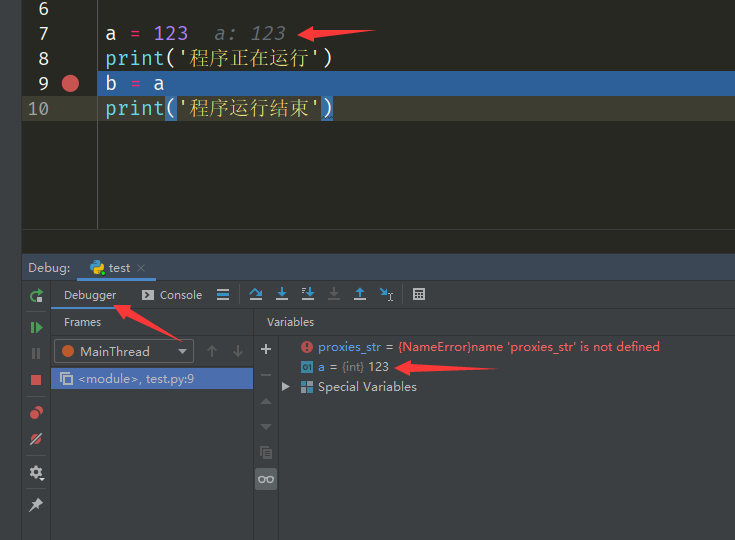 6
7 a = 123 a: 123
8 print('程序正在运行')
9 b = a
10 print('程序运行结束')
Debug: test
Debugger Console
Frames Variables
proxies_str = {NameError}name 'proxies_str' is not defined
MainThread
a = {int} 123
<module>, test.py:9
Special Variables